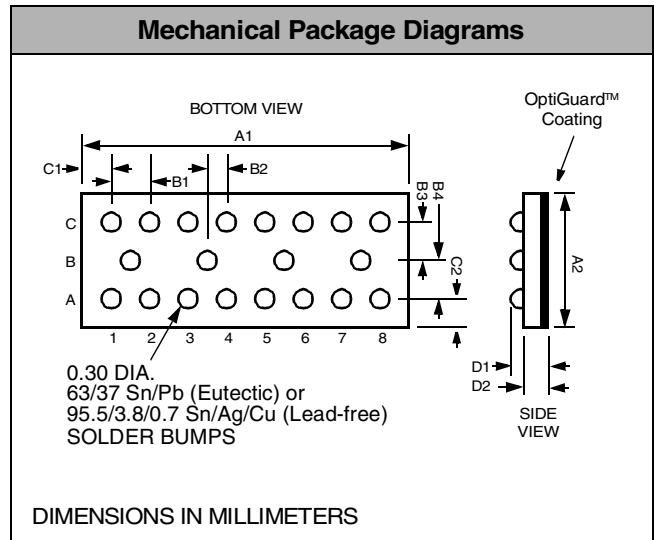 Mechanical Package Diagrams
BOTTOM VIEW
OptiGuard™
Coating
A1
C1
B1
B2
B3
B4
C
B
A
C2
A2
1 2 3 4 5 6 7 8
D1
D2
0.30 DIA.
63/37 Sn/Pb (Eutectic) or
95.5/3.8/0.7 Sn/Ag/Cu (Lead-free)
SOLDER BUMPS
SIDE
VIEW
DIMENSIONS IN MILLIMETERS